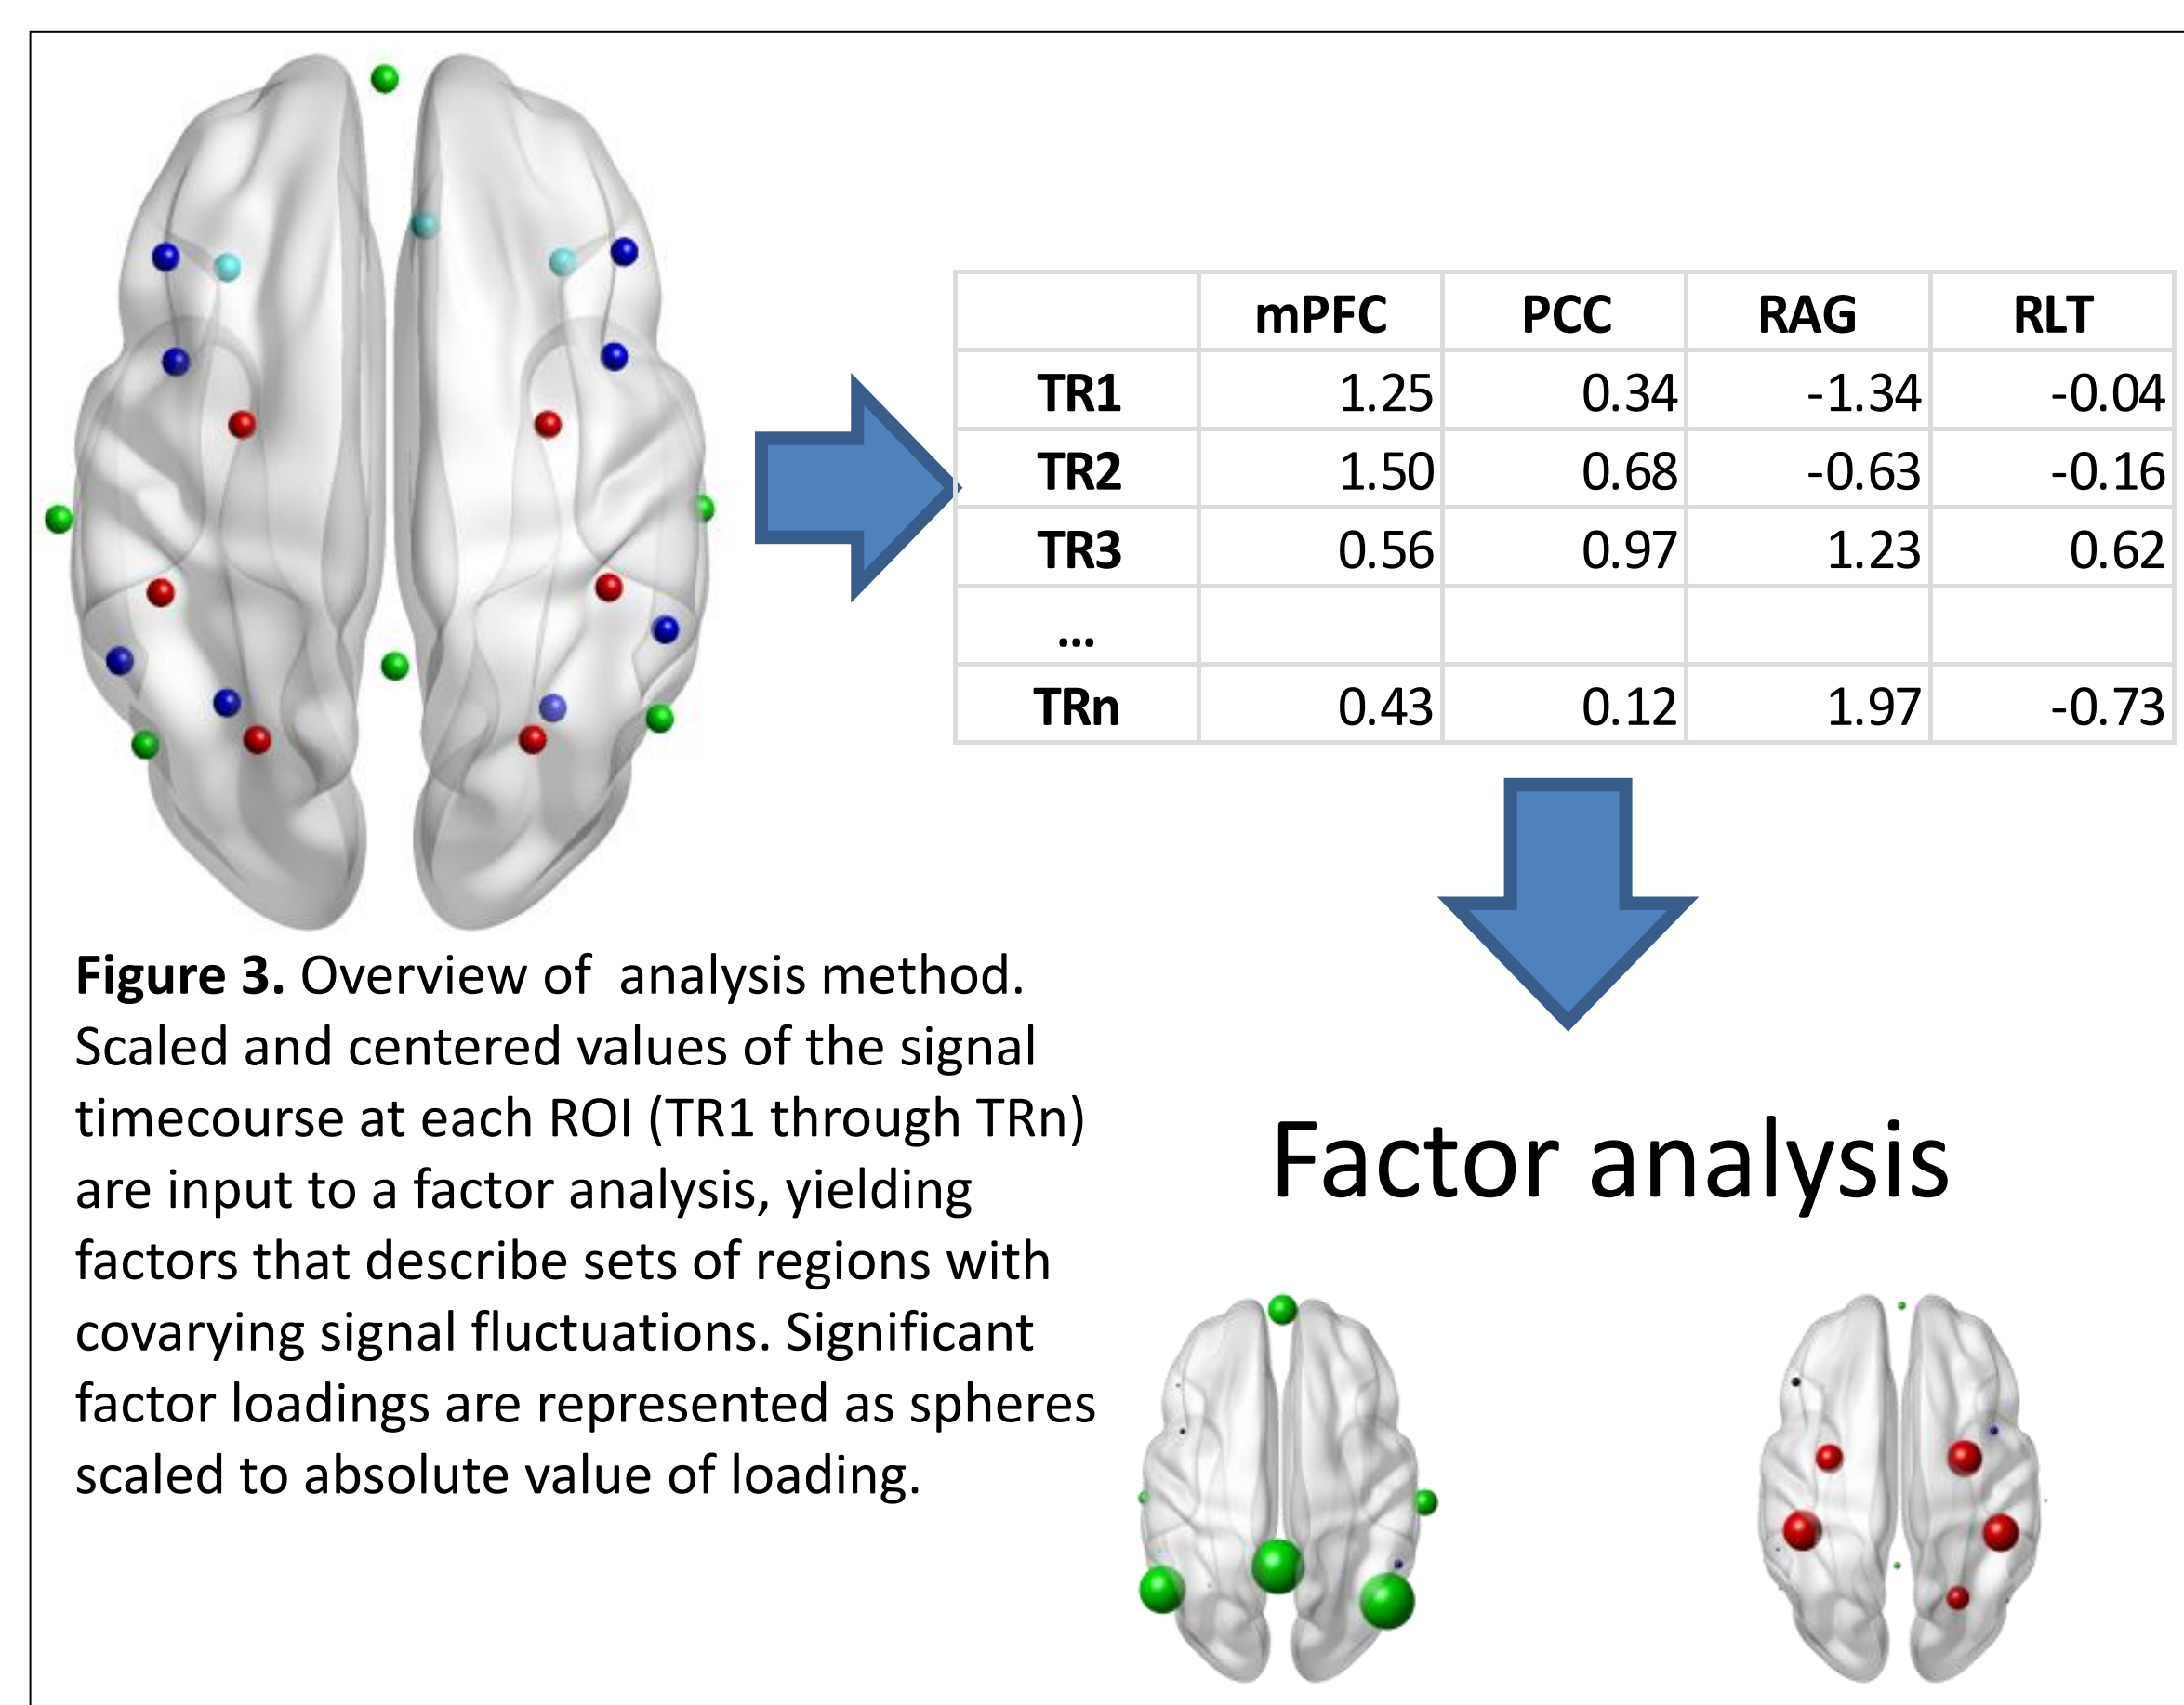 mPFC PCC RAG RLT
TR1 1.25 0.34 -1.34 -0.04
TR2 1.50 0.68 -0.63 -0.16
TR3 0.56 0.97 1.23 0.62
...
TRn 0.43 0.12 1.97 -0.73
Figure 3. Overview of analysis method.
Scaled and centered values of the signal
timecourse at each ROI (TR1 through TRn)
are input to a factor analysis, yielding
factors that describe sets of regions with
covarying signal fluctuations. Significant
factor loadings are represented as spheres
scaled to absolute value of loading.
Factor analysis